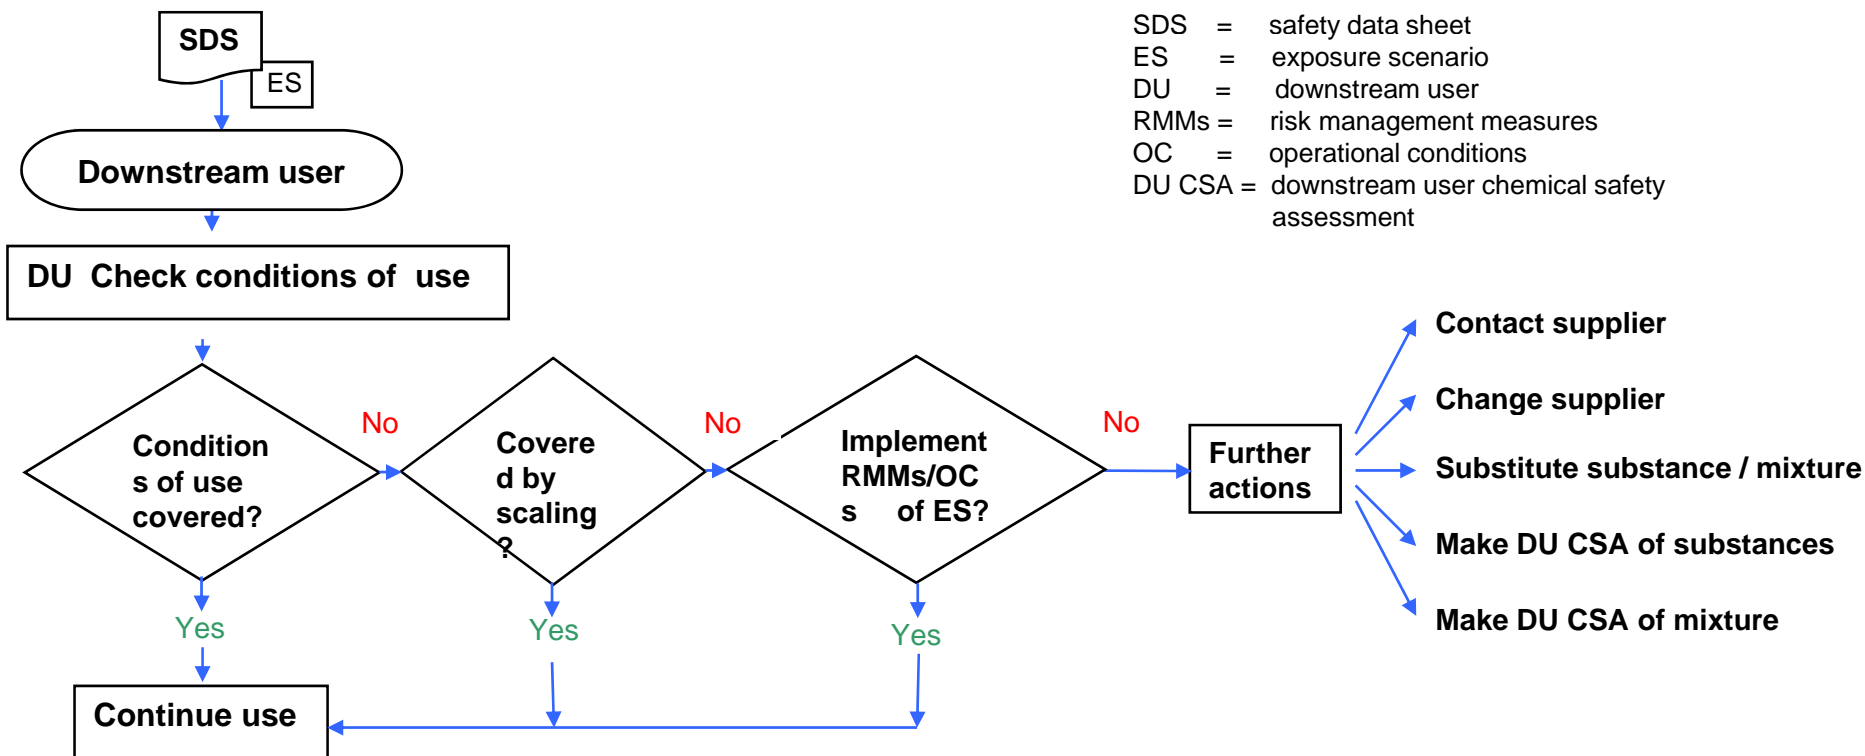 SDS
ES
SDS = safety data sheet
ES = exposure scenario
DU = downstream user
RMMs = risk management measures
OC = operational conditions
DU CSA = downstream user chemical safety
assessment
Downstream user
DU Check conditions of use
Condition
s of use
covered?
No
Covere
d by
scaling
?
No
Implement
RMMs/OC
s of ES?
No
Further
actions
Contact supplier
Change supplier
Substitute substance / mixture
Make DU CSA of substances
Make DU CSA of mixture
Yes
Yes
Yes
Continue use